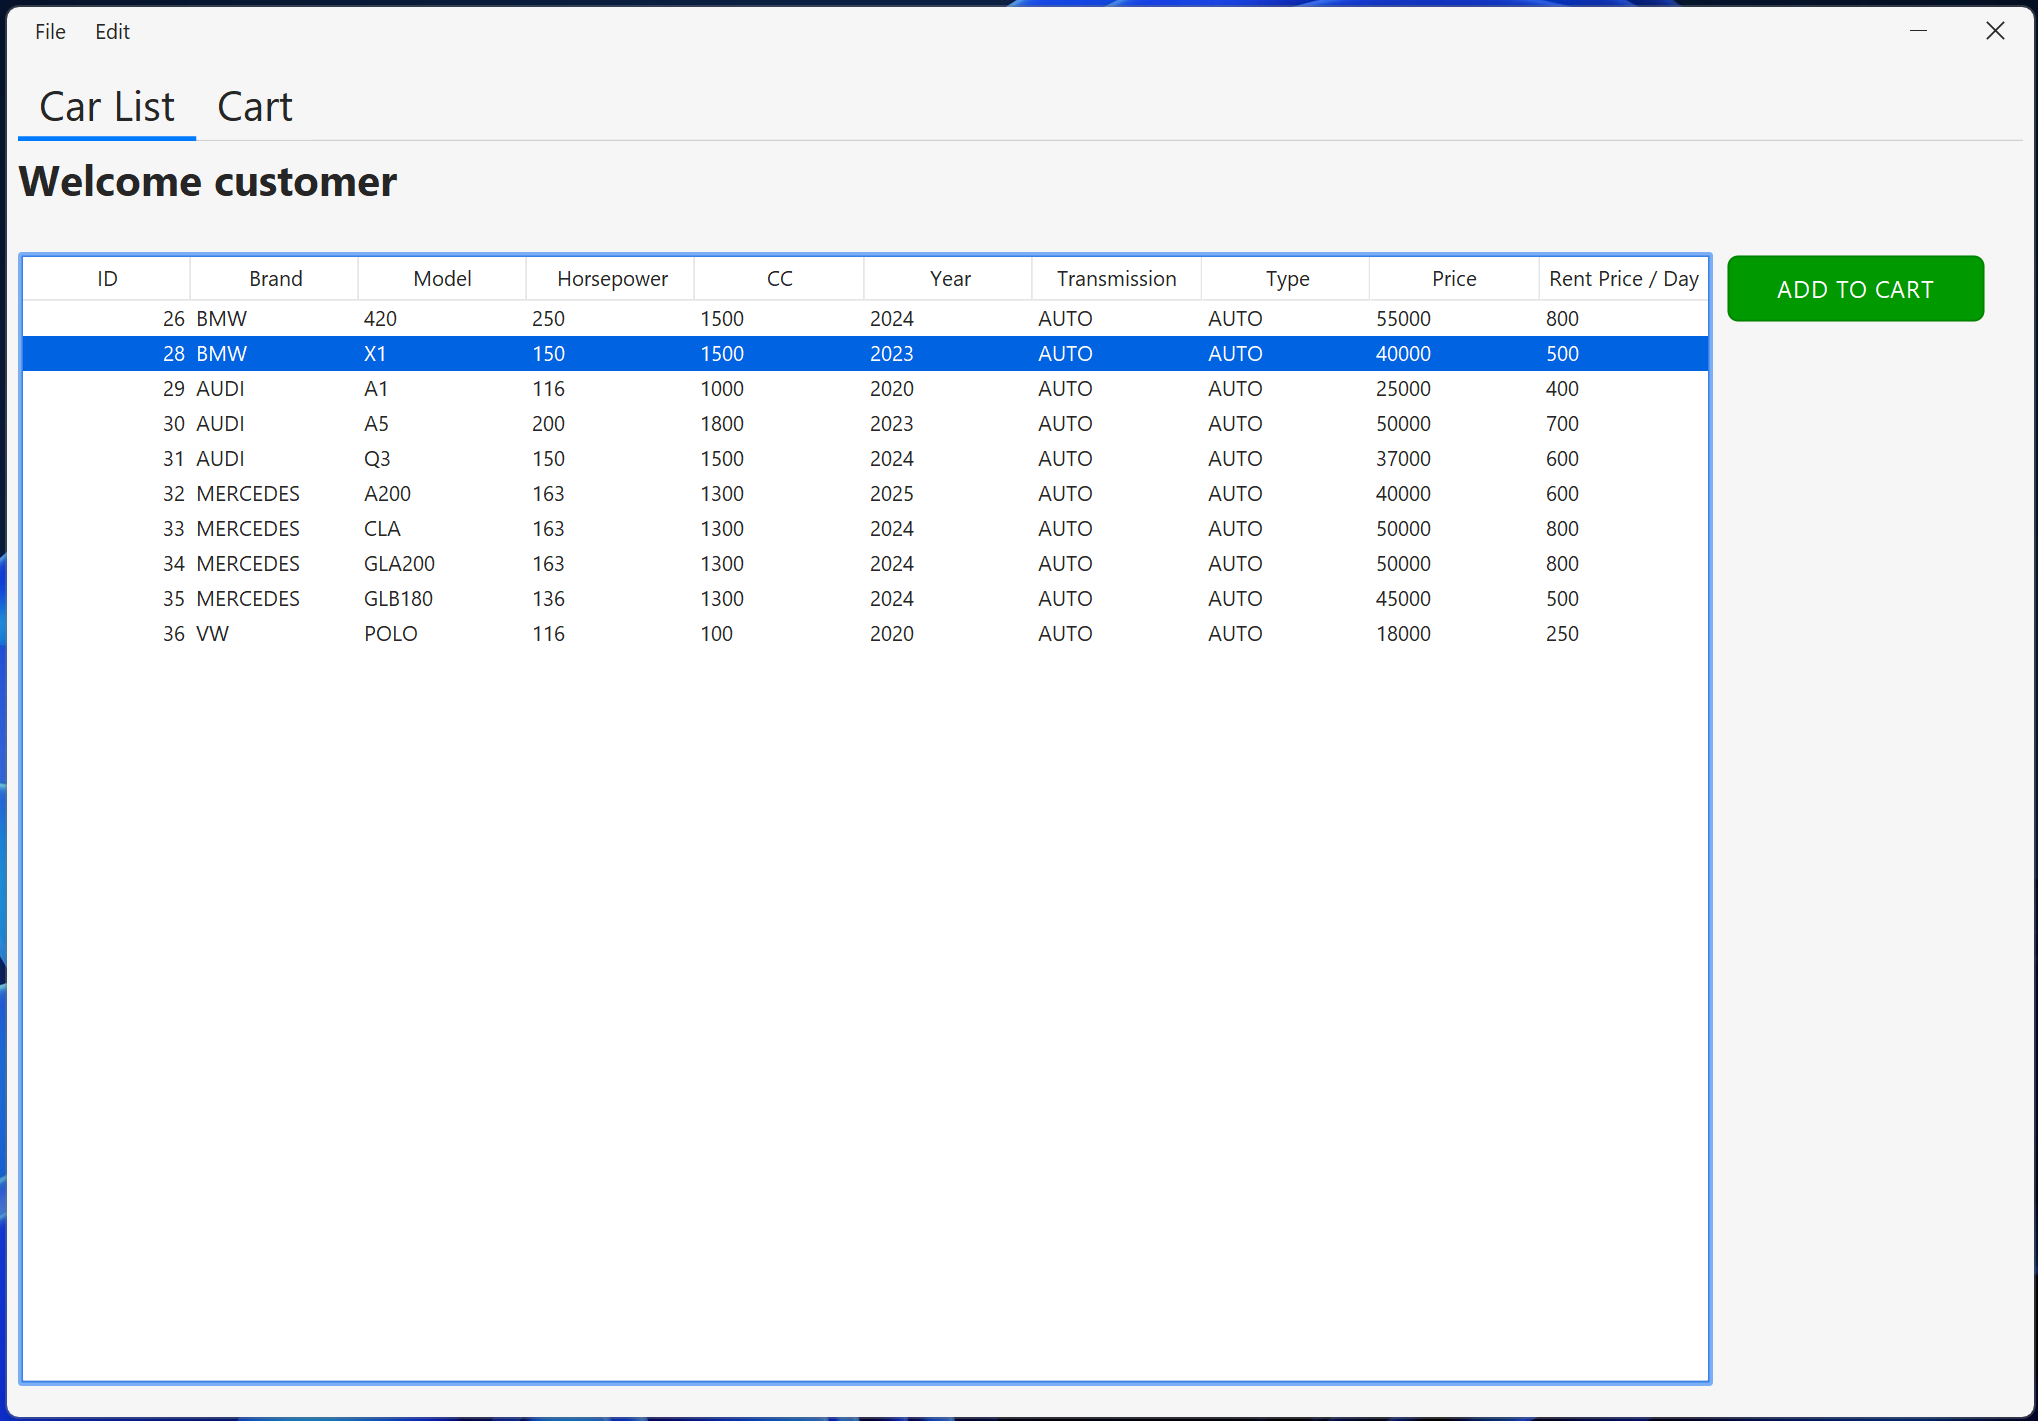 File Edit
Car List Cart
Welcome customer
ID Brand Model Horsepower CC Year Transmission Type Price Rent Price / Day
ADD TO CART
26 BMW 420 250 1500 2024 AUTO AUTO 55000 800
28 BMW X1 150 1500 2023 AUTO AUTO 40000 500
29 AUDI A1 116 1000 2020 AUTO AUTO 25000 400
30 AUDI A5 200 1800 2023 AUTO AUTO 50000 700
31 AUDI Q3 150 1500 2024 AUTO AUTO 37000 600
32 MERCEDES A200 163 1300 2025 AUTO AUTO 40000 600
33 MERCEDES CLA 163 1300 2024 AUTO AUTO 50000 800
34 MERCEDES GLA200 163 1300 2024 AUTO AUTO 50000 800
35 MERCEDES GLB180 136 1300 2024 AUTO AUTO 45000 500
36 VW POLO 116 100 2020 AUTO AUTO 18000 250